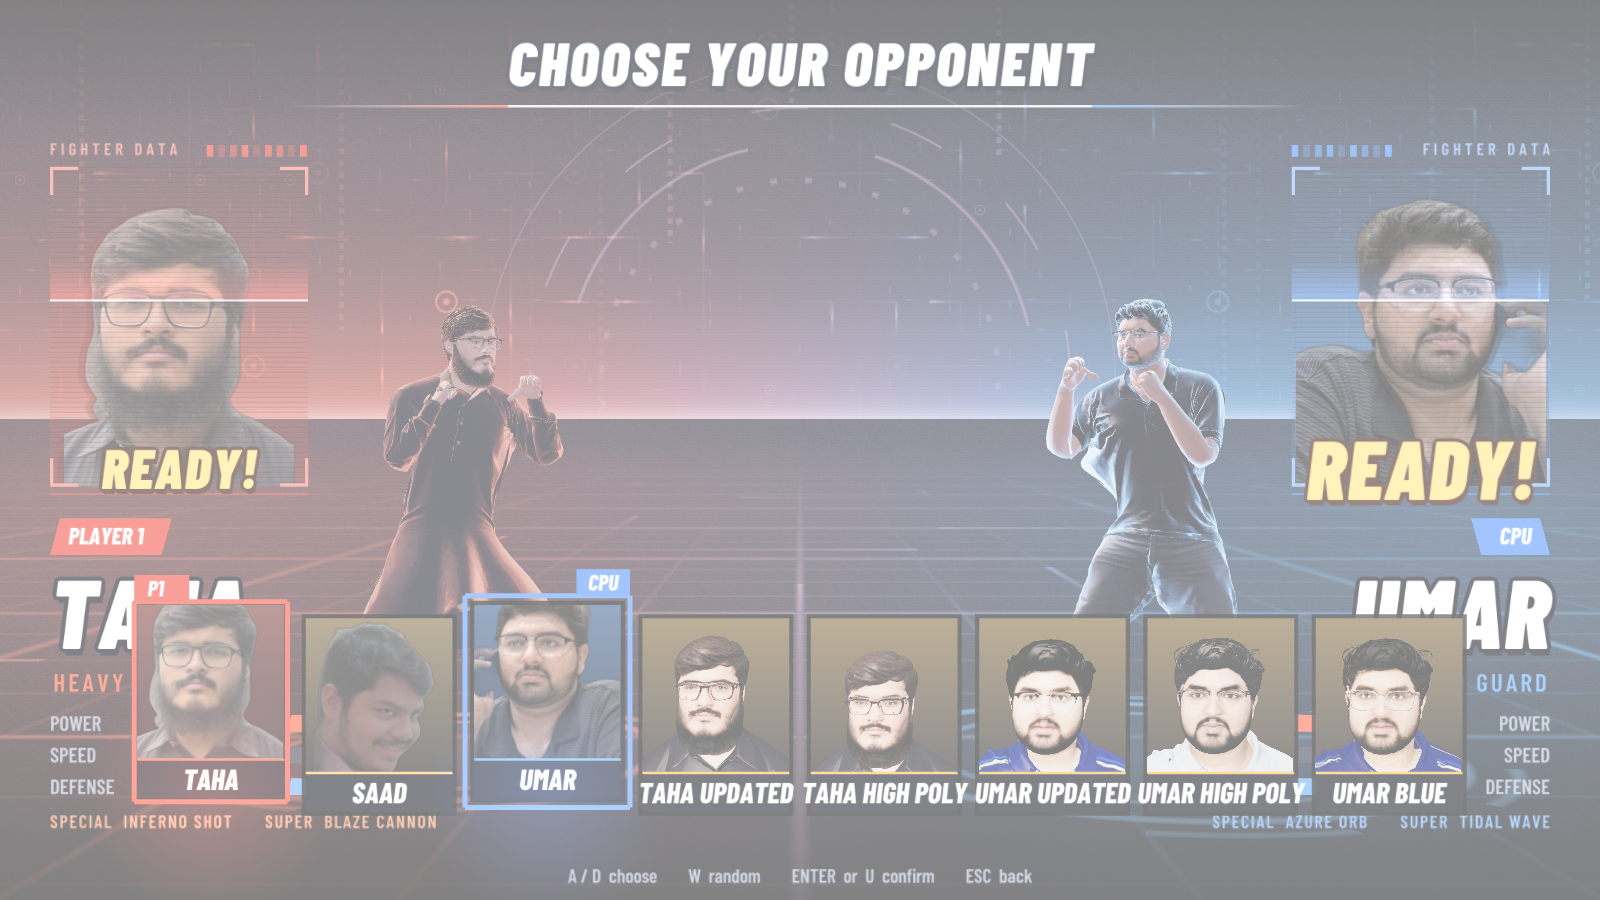 CHOOSE YOUR OPPONENT
FIGHTER DATA
FIGHTER DATA
READY!
READY!
PLAYER 1
CPU
P1
CPU
UMAR
HEAVY
GUARD
POWER
SPEED
DEFENSE
POWER
SPEED
DEFENSE
TAHA
SAAD
UMAR
TAHA UPDATED
TAHA HIGH POLY
UMAR UPDATED
UMAR HIGH POLY
UMAR BLUE
SPECIAL INFERNO SHOT SUPER BLAZE CANNON
SPECIAL AZURE ORB SUPER TIDAL WAVE
A / D choose W random ENTER or U confirm ESC back